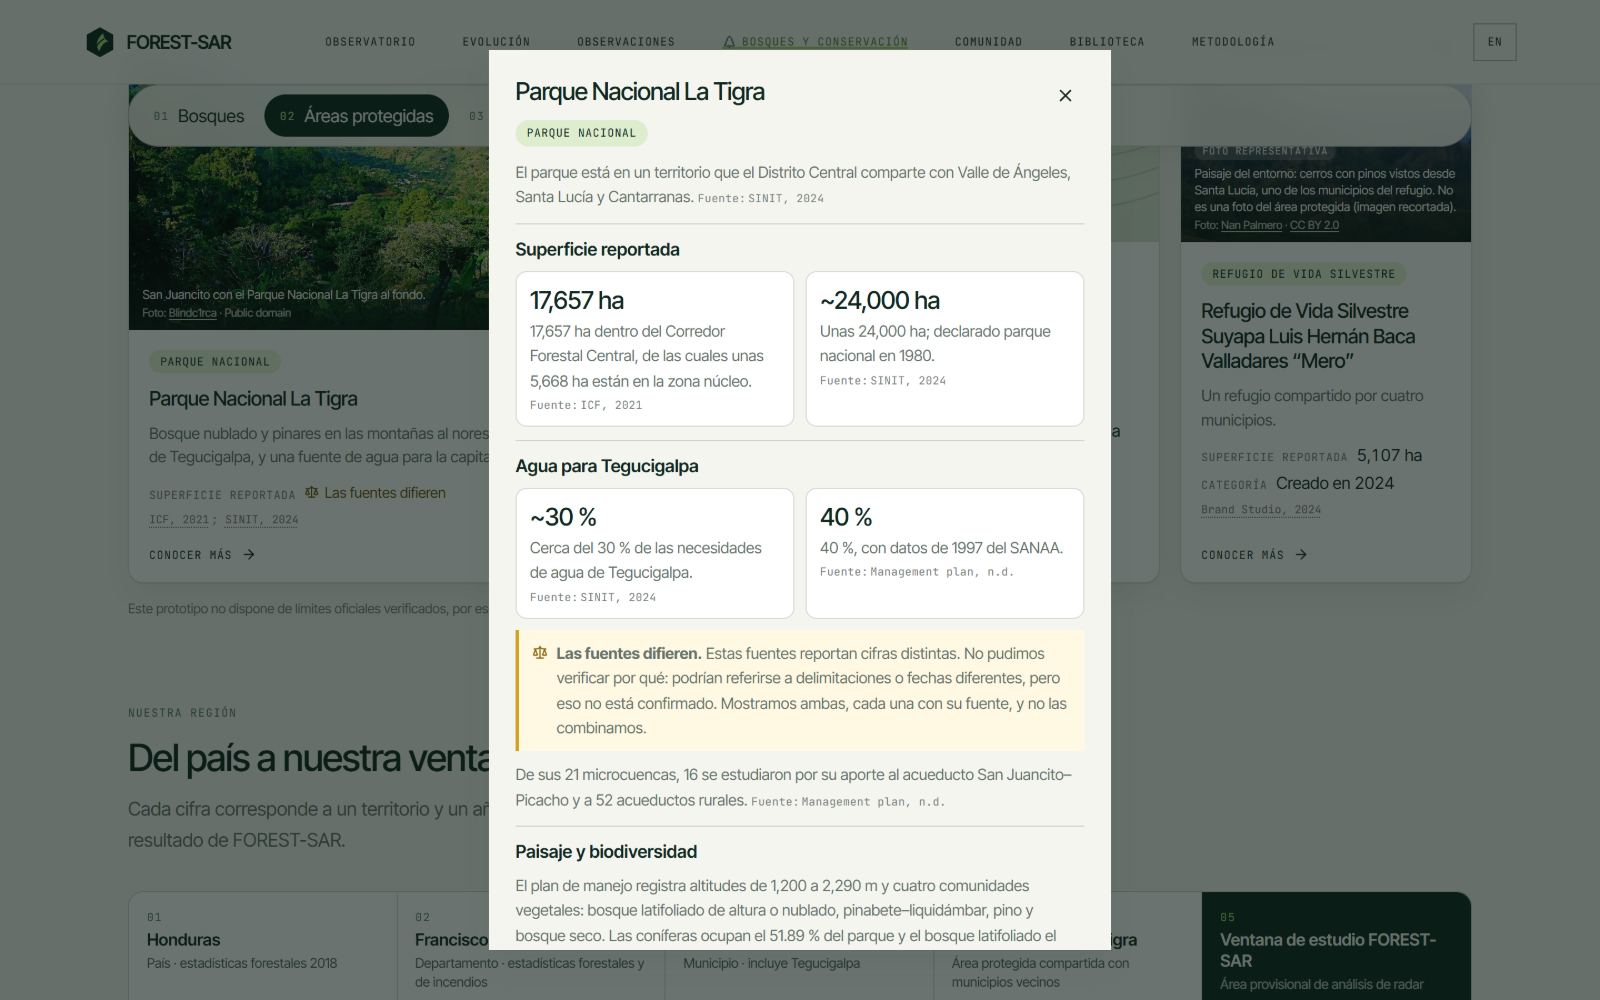 FOREST-SAR
OBSERVATORIO
EVOLUCIÓN
OBSERVACIONES
BOSQUES Y CONSERVACIÓN
COMUNIDAD
BIBLIOTECA
METODOLOGÍA
EN
01 Bosques
02 Áreas protegidas
03
San Juancito con el Parque Nacional La Tigra al fondo.
Foto: Blindc1rca · Public domain
PARQUE NACIONAL
Parque Nacional La Tigra
Bosque nublado y pinares en las montañas al nores
de Tegucigalpa, y una fuente de agua para la capita
SUPERFICIE REPORTADA Las fuentes difieren
ICF, 2021; SINIT, 2024
CONOCER MÁS →
Este prototipo no dispone de límites oficiales verificados, por es
Parque Nacional La Tigra
×
PARQUE NACIONAL
El parque está en un territorio que el Distrito Central comparte con Valle de Ángeles,
Santa Lucía y Cantarranas. Fuente: SINIT, 2024
Superficie reportada
17,657 ha
17,657 ha dentro del Corredor
Forestal Central, de las cuales unas
5,668 ha están en la zona núcleo.
Fuente: ICF, 2021
~24,000 ha
Unas 24,000 ha; declarado parque
nacional en 1980.
Fuente: SINIT, 2024
Agua para Tegucigalpa
~30 %
Cerca del 30 % de las necesidades
de agua de Tegucigalpa.
Fuente: SINIT, 2024
40 %
40 %, con datos de 1997 del SANAA.
Fuente: Management plan, n.d.
Las fuentes difieren. Estas fuentes reportan cifras distintas. No pudimos
verificar por qué: podrían referirse a delimitaciones o fechas diferentes, pero
eso no está confirmado. Mostramos ambas, cada una con su fuente, y no las
combinamos.
De sus 21 microcuencas, 16 se estudiaron por su aporte al acueducto San Juancito–
Picacho y a 52 acueductos rurales. Fuente: Management plan, n.d.
Paisaje y biodiversidad
El plan de manejo registra altitudes de 1,200 a 2,290 m y cuatro comunidades
vegetales: bosque latifoliado de altura o nublado, pinabete–liquidámbar, pino y
bosque seco. Las coníferas ocupan el 51.89 % del parque y el bosque latifoliado el
a
FOTO REPRESENTATIVA
Paisaje del entorno: cerros con pinos vistos desde
Santa Lucía, uno de los municipios del refugio. No
es una foto del área protegida (imagen recortada).
Foto: Nan Palmero · CC BY 2.0
REFUGIO DE VIDA SILVESTRE
Refugio de Vida Silvestre
Suyapa Luis Hernán Baca
Valladares “Mero”
Un refugio compartido por cuatro
municipios.
SUPERFICIE REPORTADA 5,107 ha
CATEGORÍA Creado en 2024
Brand Studio, 2024
CONOCER MÁS →
NUESTRA REGIÓN
Del país a nuestra venta
Cada cifra corresponde a un territorio y un añ
resultado de FOREST-SAR.
01
Honduras
País · estadísticas forestales 2018
02
Francisco
Departamento · estadísticas forestales y
de incendios
Municipio · incluye Tegucigalpa
igra
Área protegida compartida con
municipios vecinos
05
Ventana de estudio FOREST-
SAR
Área provisional de análisis de radar